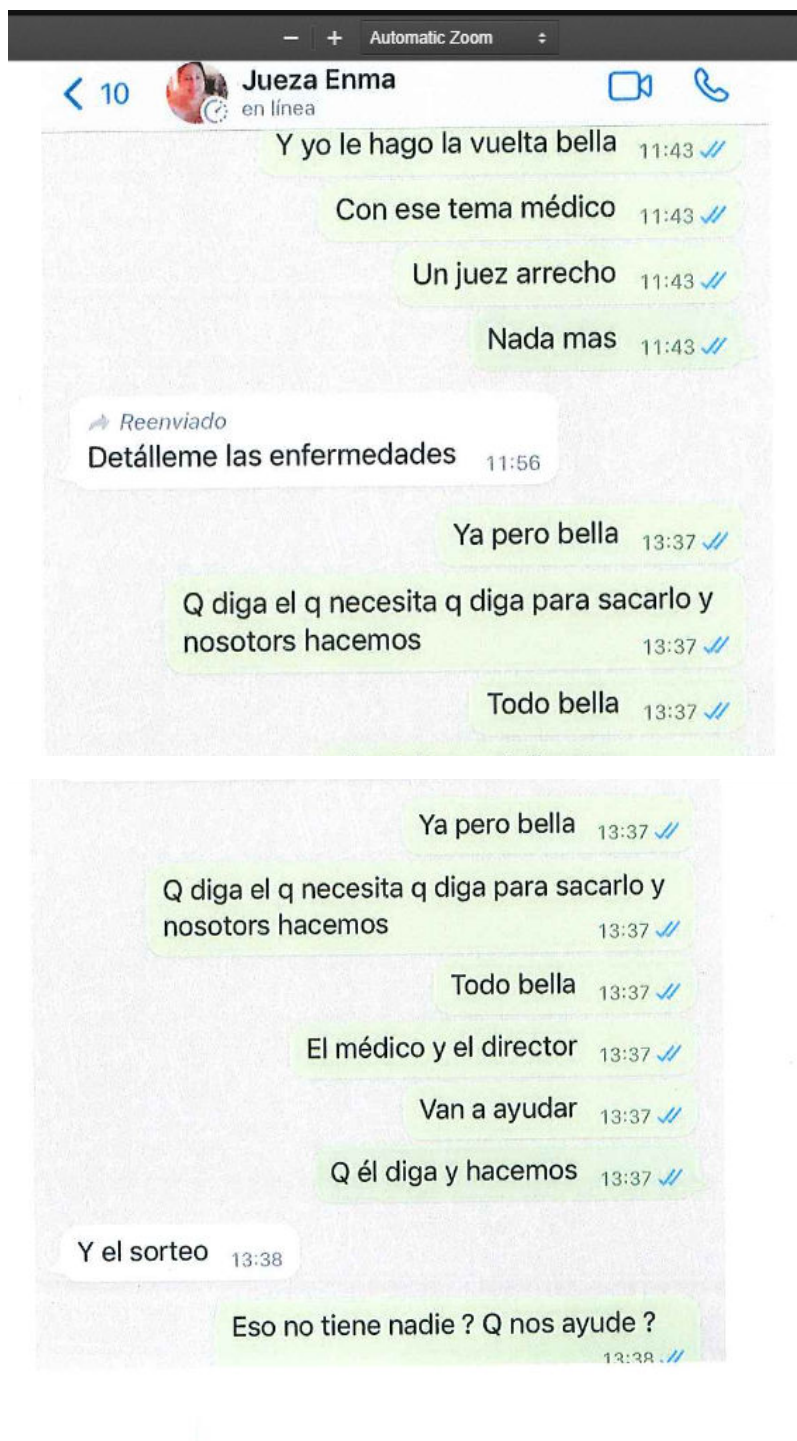 − + Automatic Zoom
10 Jueza Enma
en línea
Y yo le hago la vuelta bella 11:43
Con ese tema médico 11:43
Un juez arrecho 11:43
Nada mas 11:43
Reenviado
Detálleme las enfermedades 11:56
Ya pero bella 13:37
Q diga el q necesita q diga para sacarlo y
nosotors hacemos 13:37
Todo bella 13:37
Ya pero bella 13:37
Q diga el q necesita q diga para sacarlo y
nosotors hacemos 13:37
Todo bella 13:37
El médico y el director 13:37
Van a ayudar 13:37
Q él diga y hacemos 13:37
Y el sorteo 13:38
Eso no tiene nadie ? Q nos ayude ?
13:38